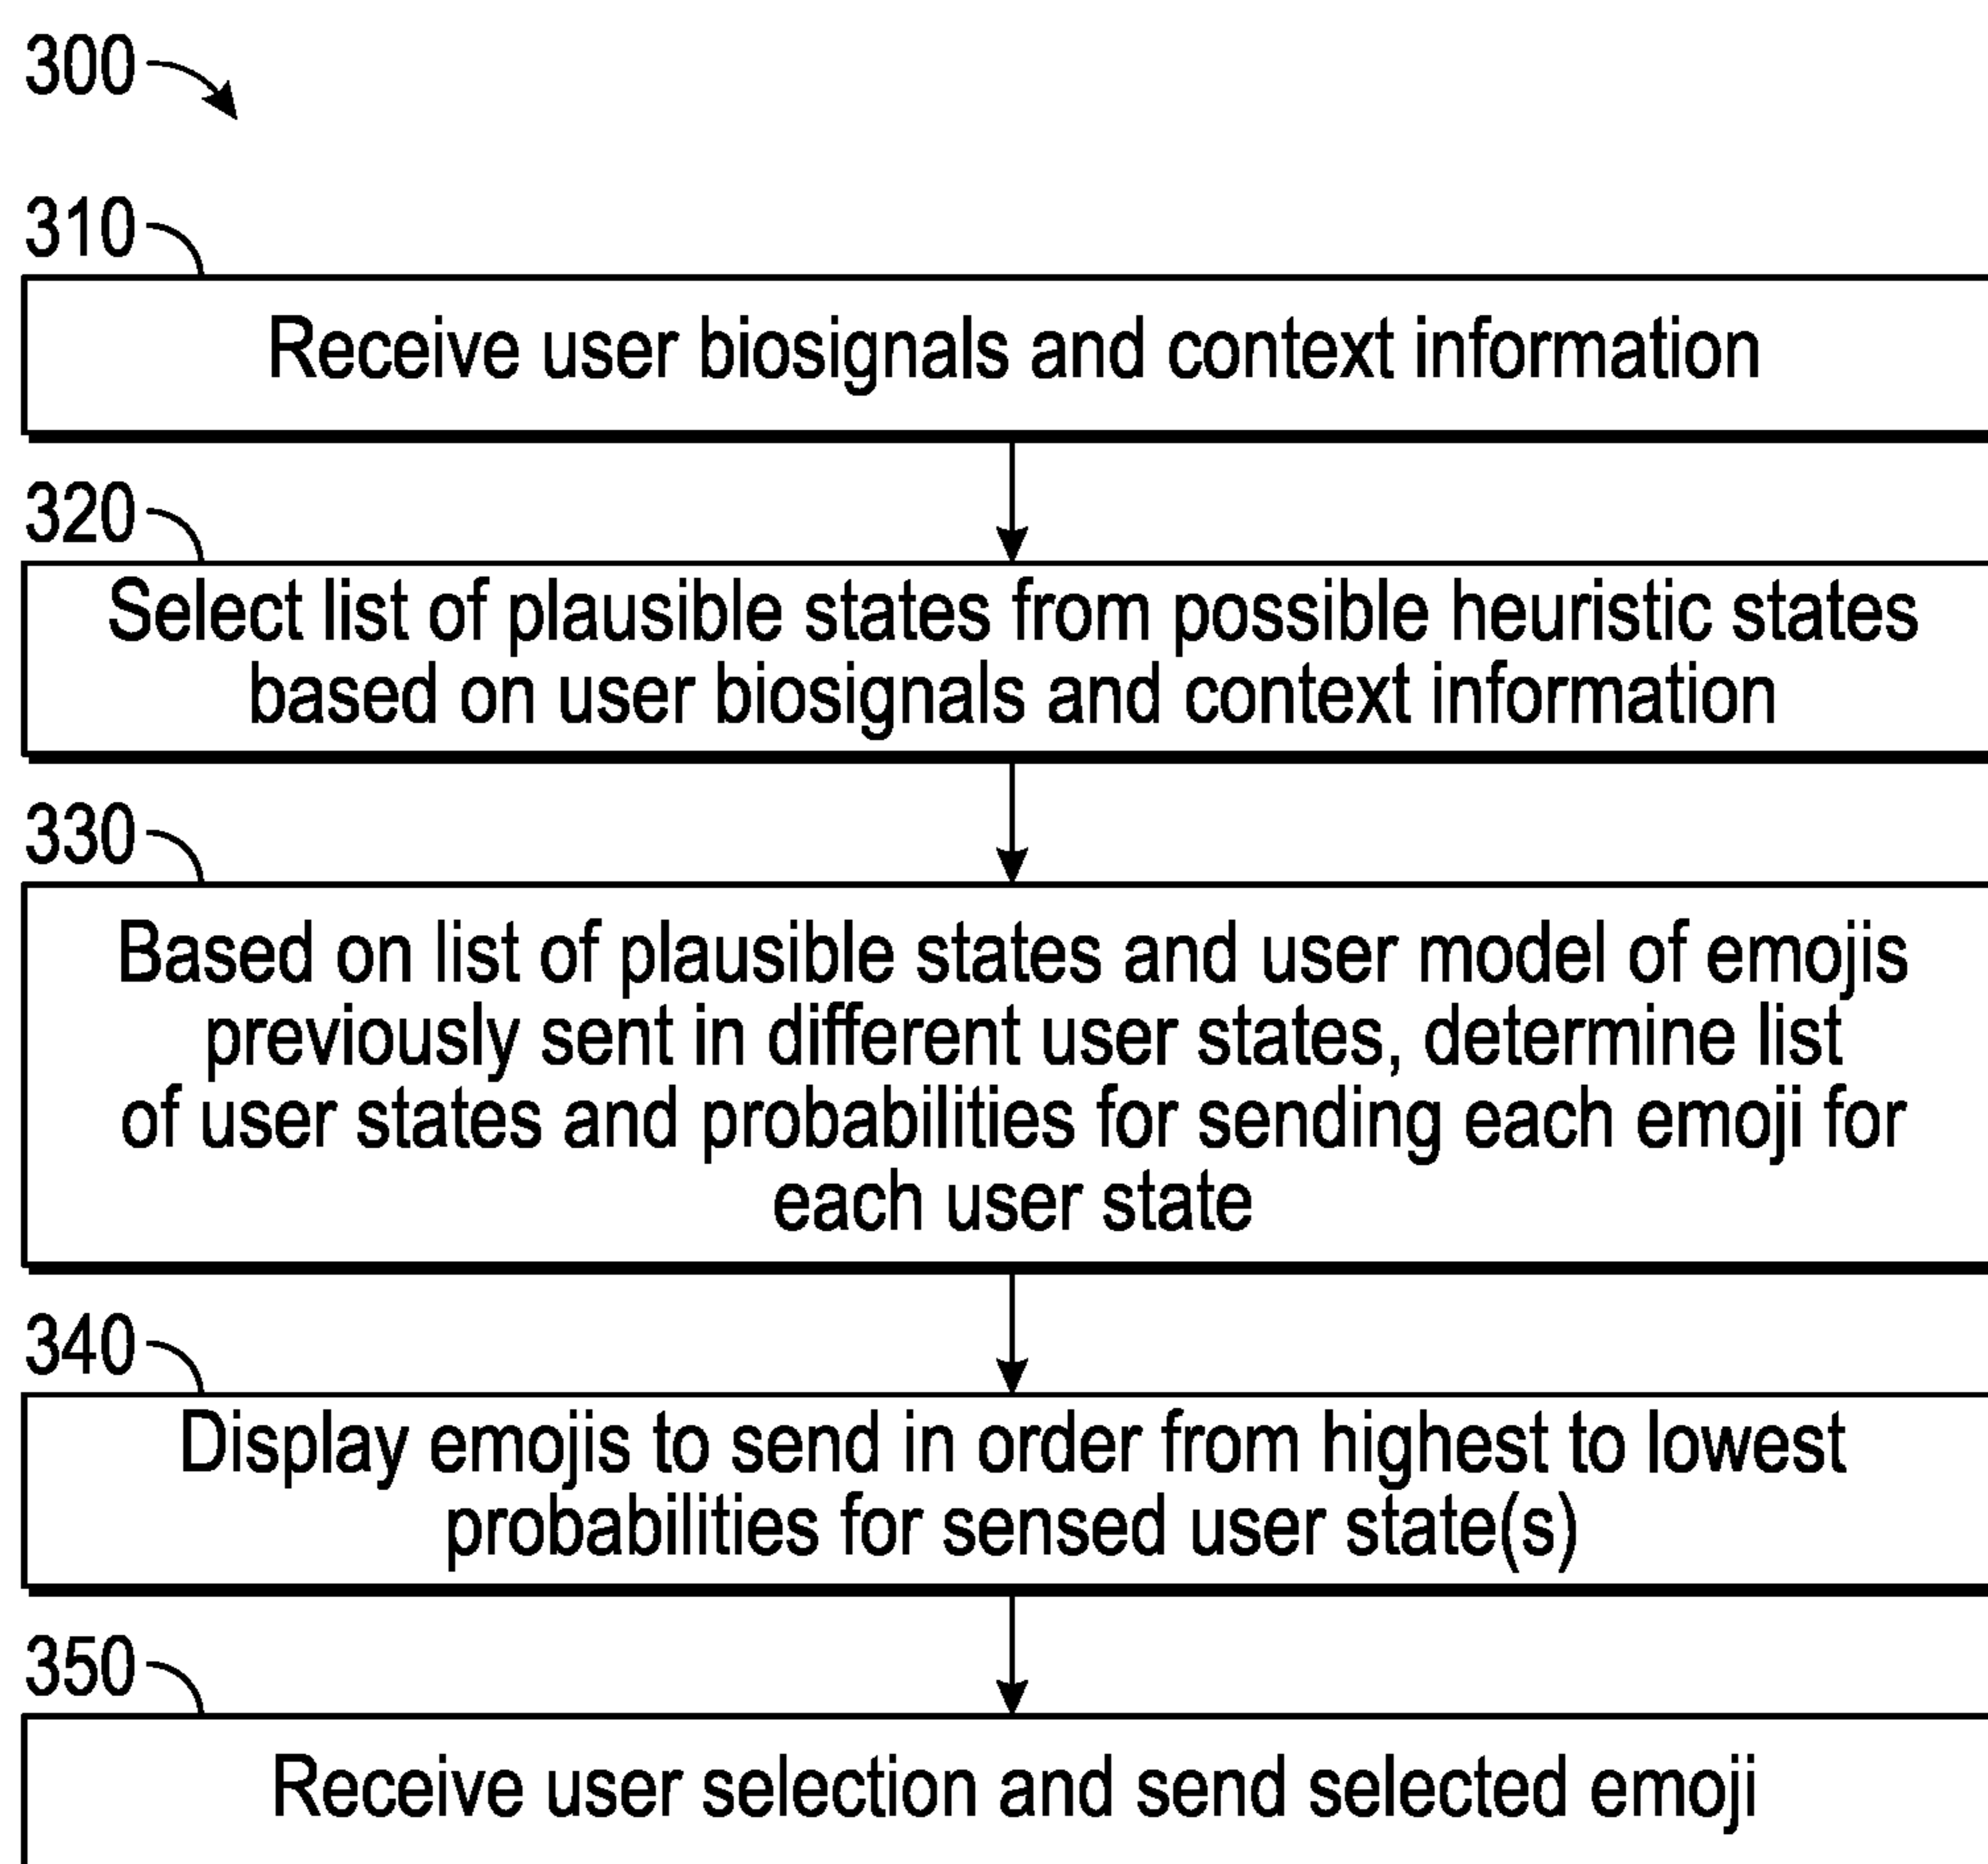 300
310
Receive user biosignals and context information
320
Select list of plausible states from possible heuristic states
based on user biosignals and context information
330
Based on list of plausible states and user model of emojis
previously sent in different user states, determine list
of user states and probabilities for sending each emoji for
each user state
340
Display emojis to send in order from highest to lowest
probabilities for sensed user state(s)
350
Receive user selection and send selected emoji